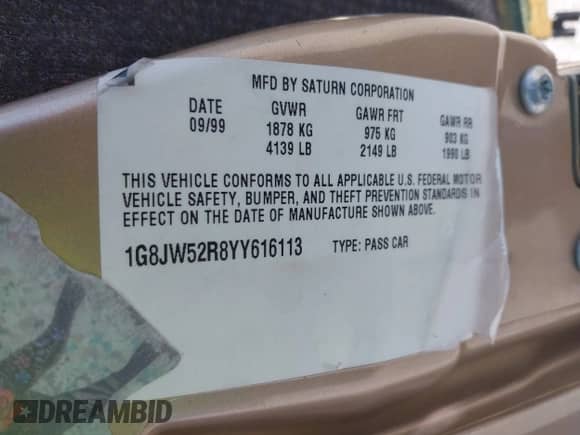 MFD BY SATURN CORPORATION
DATE GVWR GAWR FRT GAWR RR
09/99 1878 KG 975 KG 903 KG
4139 LB 2149 LB 1990 LB
THIS VEHICLE CONFORMS TO ALL APPLICABLE U.S. FEDERAL MOTOR
VEHICLE SAFETY, BUMPER, AND THEFT PREVENTION STANDARDS IN
EFFECT ON THE DATE OF MANUFACTURE SHOWN ABOVE.
1G8JW52R8YY616113 TYPE: PASS CAR
DREAMBID